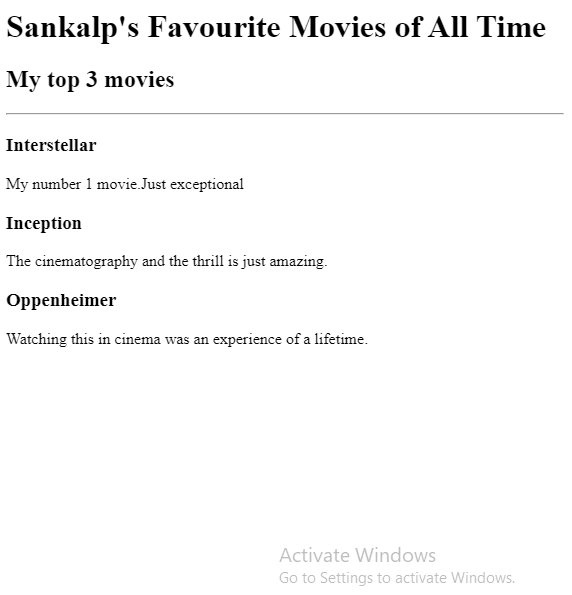 Sankalp's Favourite Movies of All Time
My top 3 movies
Interstellar
My number 1 movie.Just exceptional
Inception
The cinematography and the thrill is just amazing.
Oppenheimer
Watching this in cinema was an experience of a lifetime.
Activate Windows
Go to Settings to activate Windows.